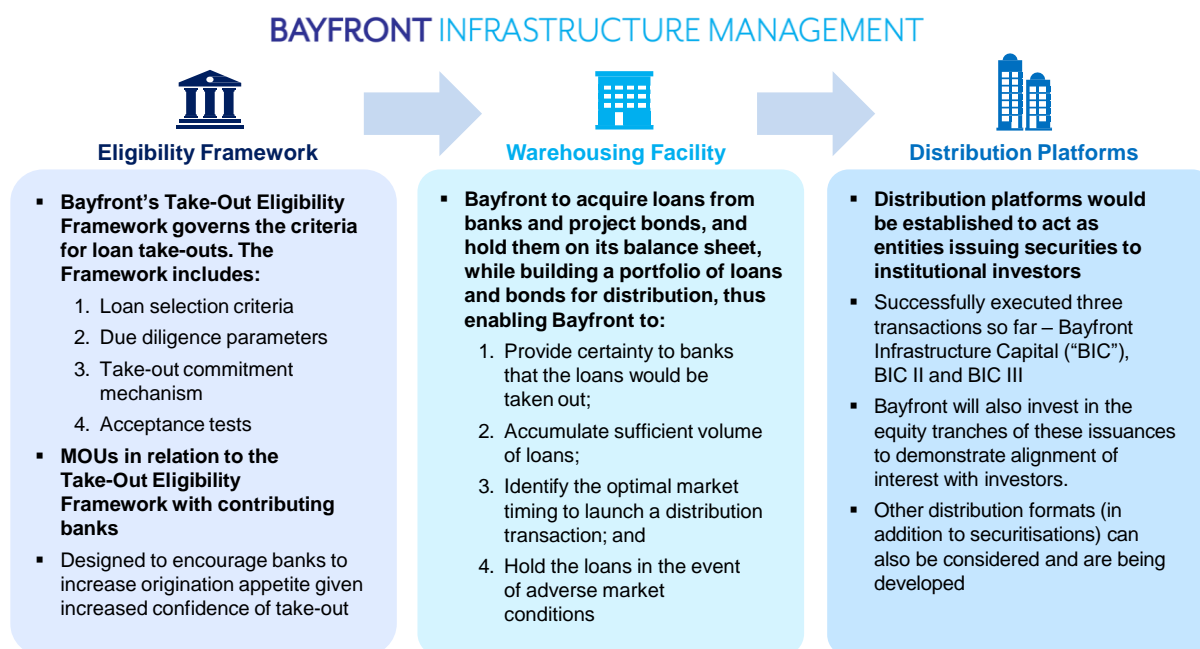 BAYFRONT INFRASTRUCTURE MANAGEMENT
Eligibility Framework
▪ Bayfront's Take-Out Eligibility
Framework governs the criteria
for loan take-outs. The
Framework includes:
1. Loan selection criteria
2. Due diligence parameters
3. Take-out commitment
mechanism
4. Acceptance tests
▪ MOUs in relation to the
Take-Out Eligibility
Framework with contributing
banks
▪ Designed to encourage banks to
increase origination appetite given
increased confidence of take-out
Warehousing Facility
▪ Bayfront to acquire loans from
banks and project bonds, and
hold them on its balance sheet,
while building a portfolio of loans
and bonds for distribution, thus
enabling Bayfront to:
1. Provide certainty to banks
that the loans would be
taken out;
2. Accumulate sufficient volume
of loans;
3. Identify the optimal market
timing to launch a distribution
transaction; and
4. Hold the loans in the event
of adverse market
conditions
Distribution Platforms
▪ Distribution platforms would
be established to act as
entities issuing securities to
institutional investors
▪ Successfully executed three
transactions so far – Bayfront
Infrastructure Capital ("BIC"),
BIC II and BIC III
▪ Bayfront will also invest in the
equity tranches of these issuances
to demonstrate alignment of
interest with investors.
▪ Other distribution formats (in
addition to securitisations) can
also be considered and are being
developed